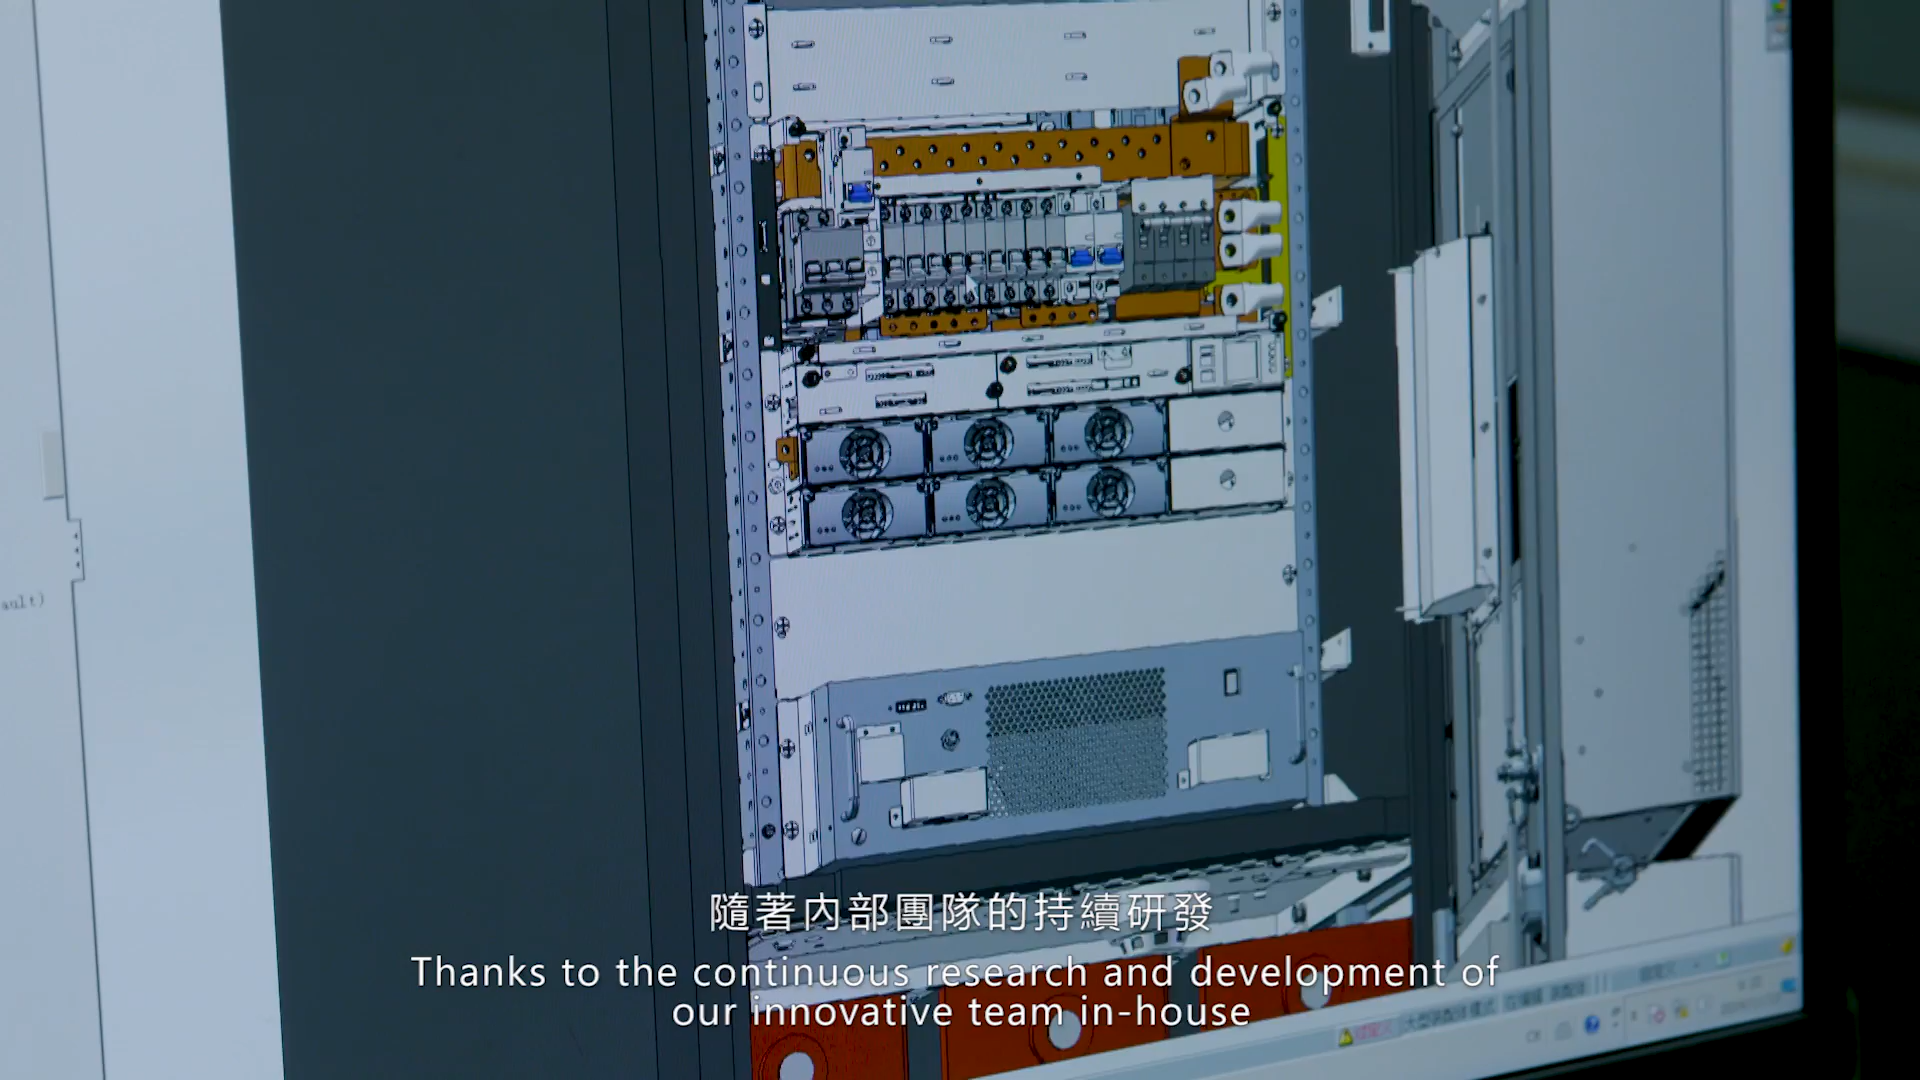 ault)
隨著內部團隊的持續研發
Thanks to the continuous research and development of
our innovative team in-house